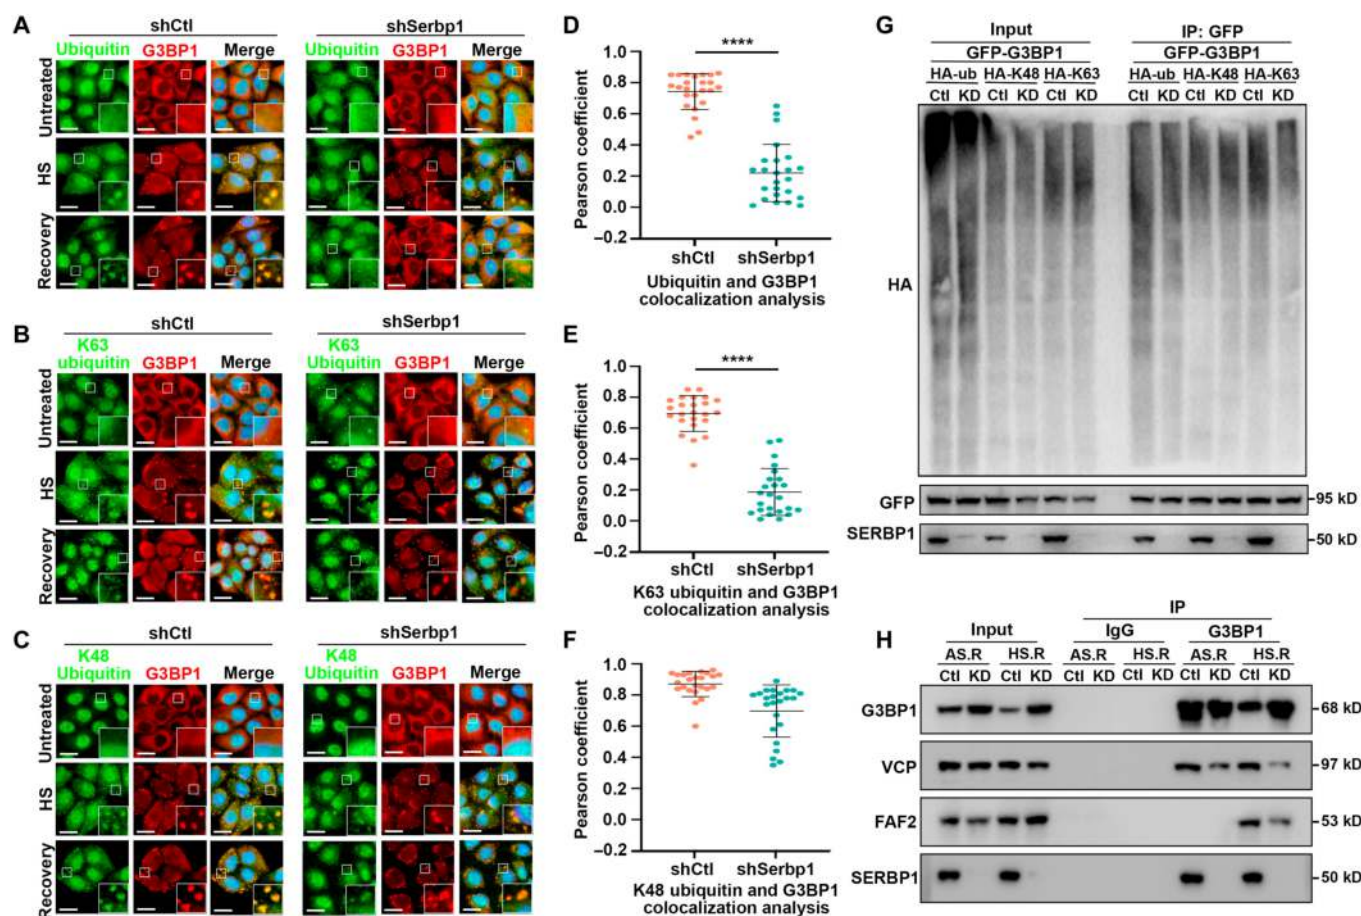 A
shCtl
shSerbp1
Ubiquitin G3BP1 Merge
Ubiquitin G3BP1 Merge
Untreated
HS
Recovery
B
shCtl
shSerbp1
K63
ubiquitin G3BP1 Merge
K63
Ubiquitin G3BP1 Merge
Untreated
HS
Recovery
C
shCtl
shSerbp1
K48
Ubiquitin G3BP1 Merge
K48
Ubiquitin G3BP1 Merge
Untreated
HS
Recovery
D
****
Pearson coefficient
1.0
0.8
0.6
0.4
0.2
0.0
–0.2
shCtl shSerbp1
Ubiquitin and G3BP1
colocalization analysis
E
****
Pearson coefficient
1.0
0.8
0.6
0.4
0.2
0.0
–0.2
shCtl shSerbp1
K63 ubiquitin and G3BP1
colocalization analysis
F
Pearson coefficient
1.0
0.8
0.6
0.4
0.2
0.0
–0.2
shCtl shSerbp1
K48 ubiquitin and G3BP1
colocalization analysis
G
Input IP: GFP
GFP-G3BP1 GFP-G3BP1
HA-ub HA-K48 HA-K63 HA-ub HA-K48 HA-K63
Ctl KD Ctl KD Ctl KD Ctl KD Ctl KD Ctl KD
HA
GFP 95 kD
SERBP1 50 kD
H
IP
Input IgG G3BP1
AS.R HS.R AS.R HS.R AS.R HS.R
Ctl KD Ctl KD Ctl KD Ctl KD Ctl KD Ctl KD
G3BP1 68 kD
VCP 97 kD
FAF2 53 kD
SERBP1 50 kD